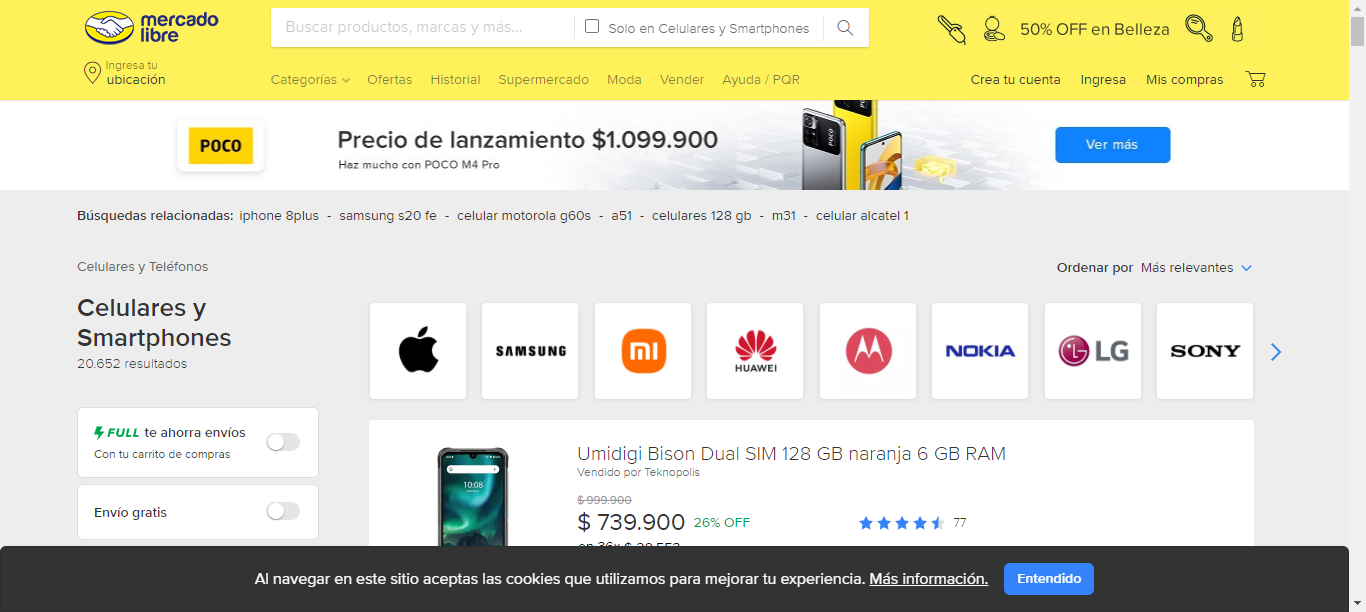 mercado
libre
Buscar productos, marcas y más...
Solo en Celulares y Smartphones
50% OFF en Belleza
Ingresa tu
ubicación
Categorías
Ofertas
Historial
Supermercado
Moda
Vender
Ayuda / PQR
Crea tu cuenta
Ingresa
Mis compras
POCO
Precio de lanzamiento $1.099.900
Haz mucho con POCO M4 Pro
POCO
Ver más
Búsquedas relacionadas: iphone 8plus - samsung s20 fe - celular motorola g60s - a51 - celulares 128 gb - m31 - celular alcatel 1
Celulares y Teléfonos
Ordenar por Más relevantes
Celulares y
Smartphones
20.652 resultados
SAMSUNG
mi
HUAWEI
NOKIA
LG
SONY
FULL te ahorra envíos
Con tu carrito de compras
Envío gratis
10:08
Umidigi Bison Dual SIM 128 GB naranja 6 GB RAM
Vendido por Teknopolis
$ 999.900
$ 739.900 26% OFF
77
en 36x $ 20.553
Al navegar en este sitio aceptas las cookies que utilizamos para mejorar tu experiencia. Más información.
Entendido